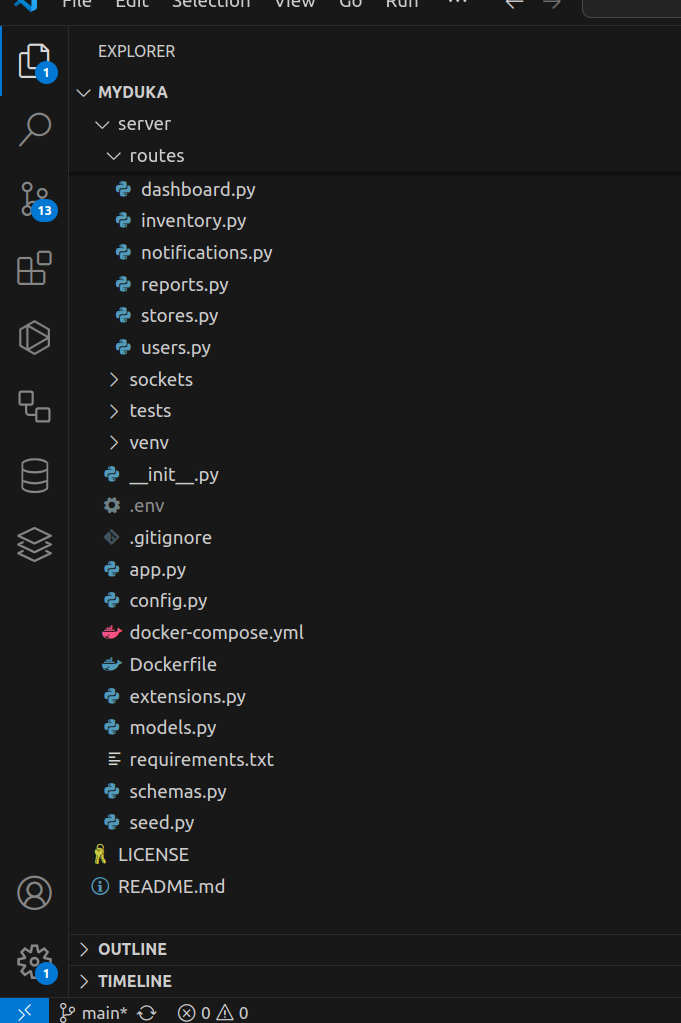 File Edit Selection View Go Run ...
EXPLORER
1
MYDUKA
server
routes
dashboard.py
13
inventory.py
notifications.py
reports.py
stores.py
users.py
sockets
tests
venv
__init__.py
.env
.gitignore
app.py
config.py
docker-compose.yml
Dockerfile
extensions.py
models.py
requirements.txt
schemas.py
seed.py
LICENSE
README.md
OUTLINE
1
TIMELINE
main* 0 0